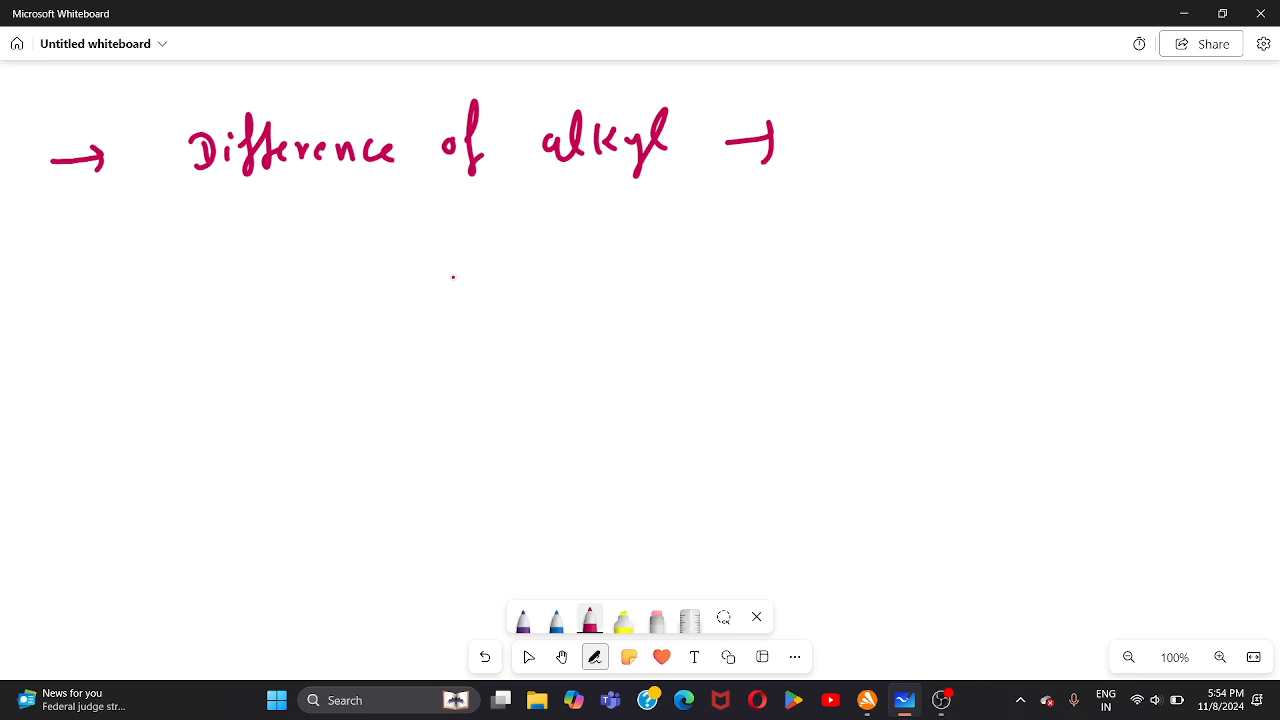 Microsoft Whiteboard
Untitled whiteboard
Share
→ Difference of alkyl →
100%
News for you
Federal judge str...
Search
ENG
IN
5:54 PM
11/8/2024